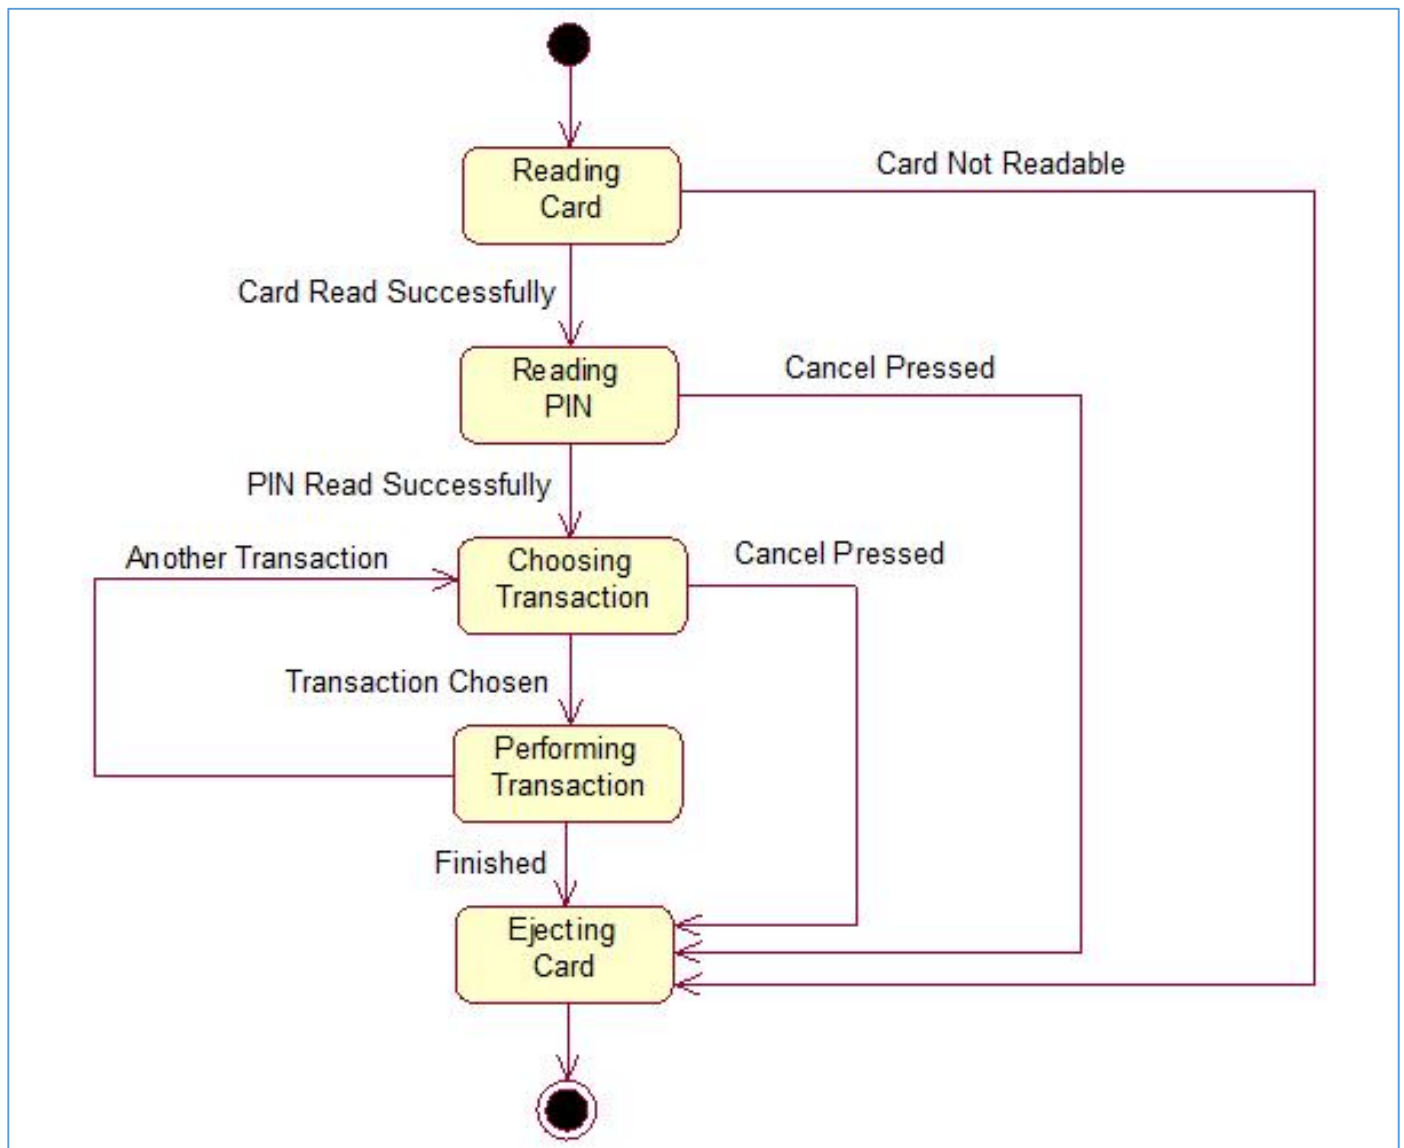 Reading
Card
Card Not Readable
Card Read Successfully
Reading
PIN
Cancel Pressed
PIN Read Successfully
Another Transaction
Choosing
Transaction
Cancel Pressed
Transaction Chosen
Performing
Transaction
Finished
Ejecting
Card